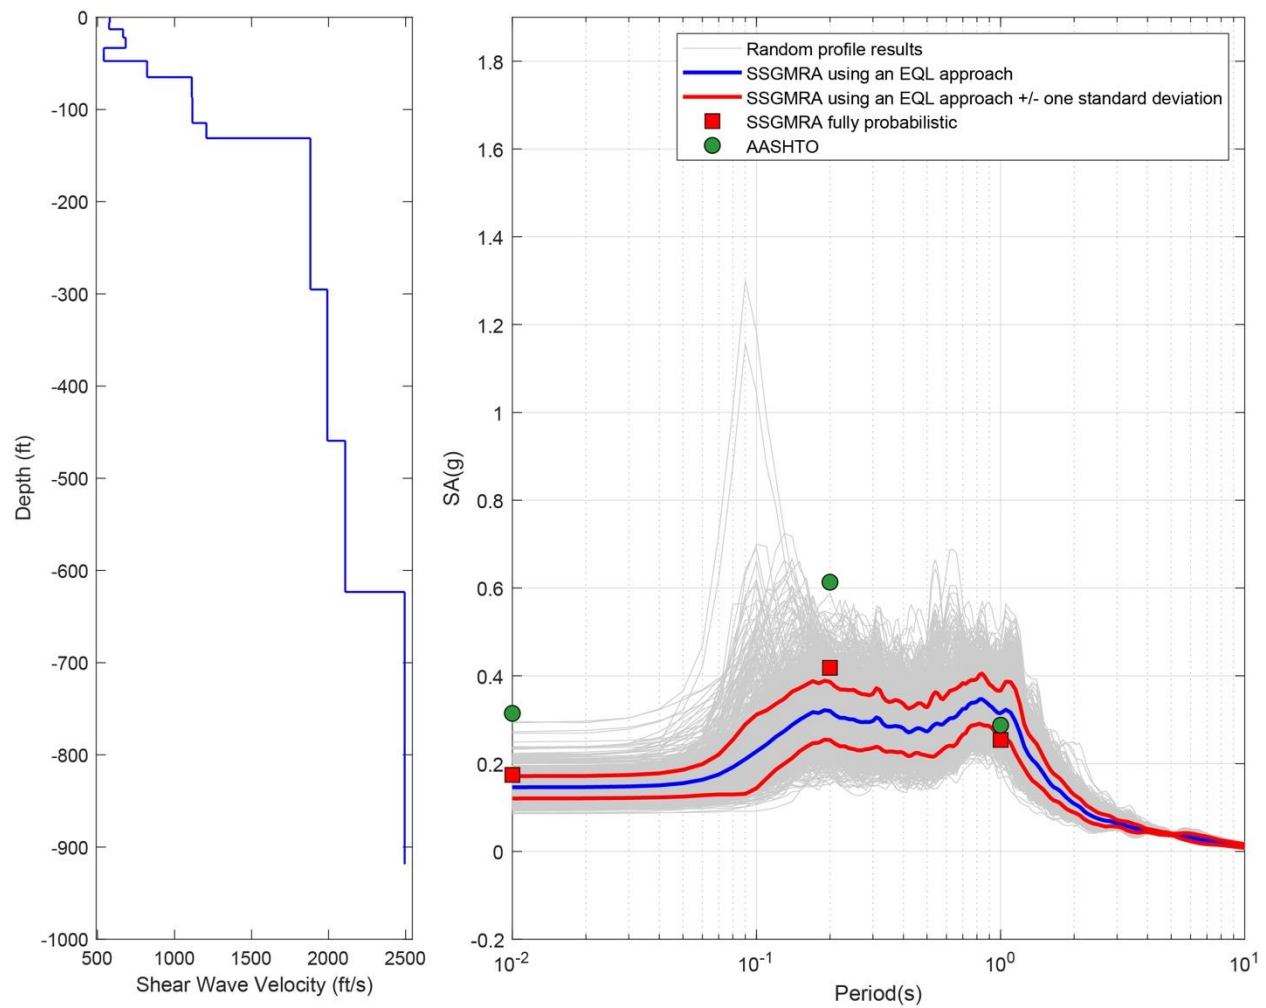 0
-100
-200
-300
-400
-500
-600
-700
-800
-900
-1000
Depth (ft)
500 1000 1500 2000 2500
Shear Wave Velocity (ft/s)
Random profile results
SSGMRA using an EQL approach
SSGMRA using an EQL approach +/- one standard deviation
SSGMRA fully probabilistic
AASHTO
1.8
1.6
1.4
1.2
1
0.8
0.6
0.4
0.2
0
-0.2
SA(g)
10⁻² 10⁻¹ 10⁰ 10¹
Period(s)